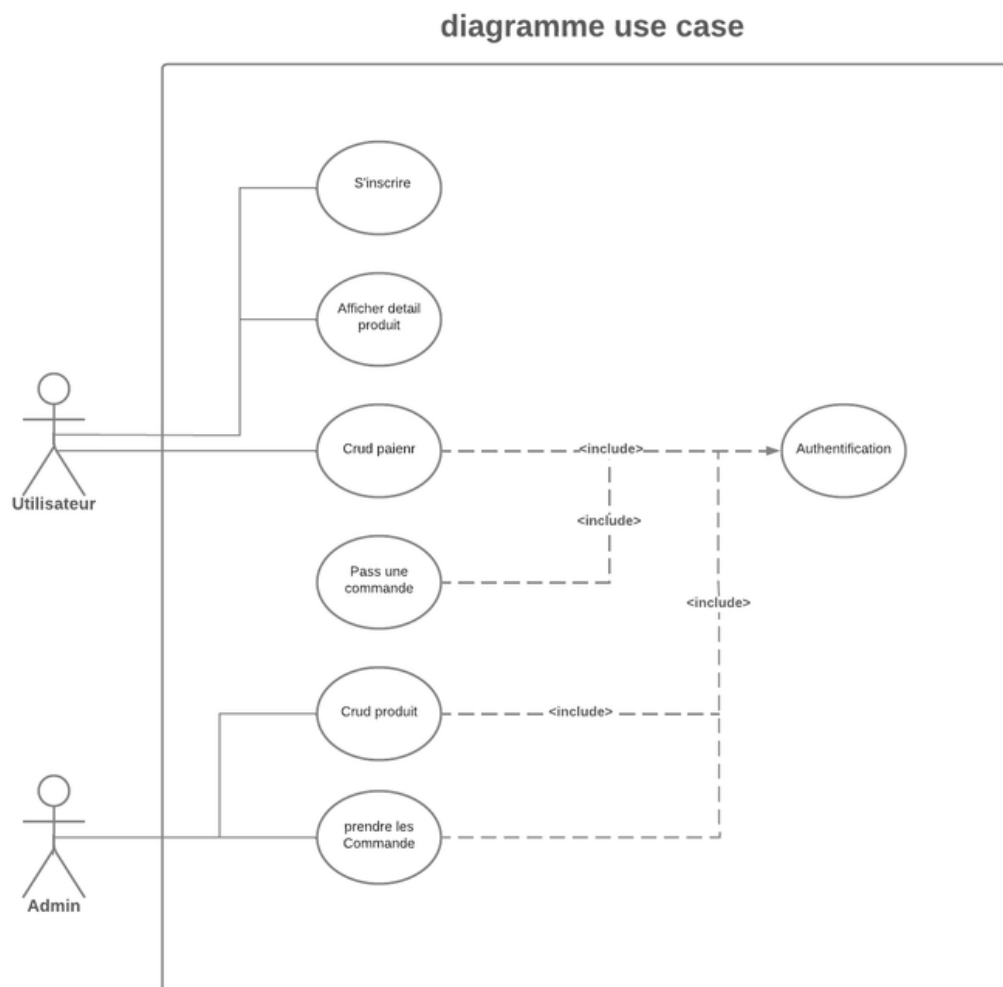 diagramme use case
S'inscrire
Afficher detail
produit
Crud paienr
<include>
Authentification
Utilisateur
<include>
Pass une
commande
<include>
Crud produit
<include>
prendre les
Commande
Admin